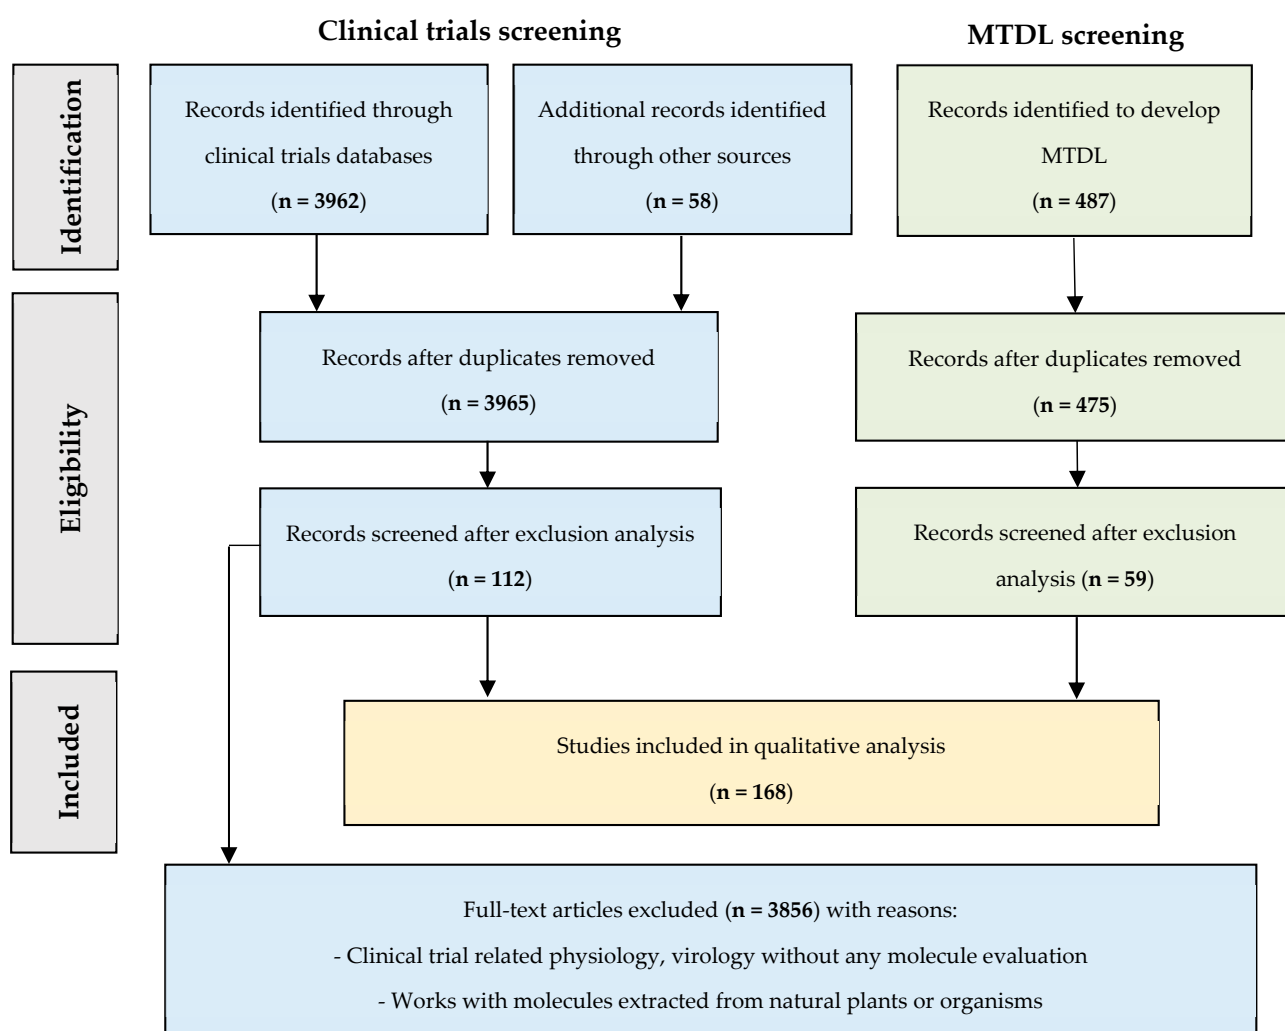 Clinical trials screening
MTDL screening
Identification
Records identified through
clinical trials databases
(n = 3962)
Additional records identified
through other sources
(n = 58)
Records identified to develop
MTDL
(n = 487)
Eligibility
Records after duplicates removed
(n = 3965)
Records after duplicates removed
(n = 475)
Records screened after exclusion analysis
(n = 112)
Records screened after exclusion
analysis (n = 59)
Included
Studies included in qualitative analysis
(n = 168)
Full-text articles excluded (n = 3856) with reasons:
- Clinical trial related physiology, virology without any molecule evaluation
- Works with molecules extracted from natural plants or organisms